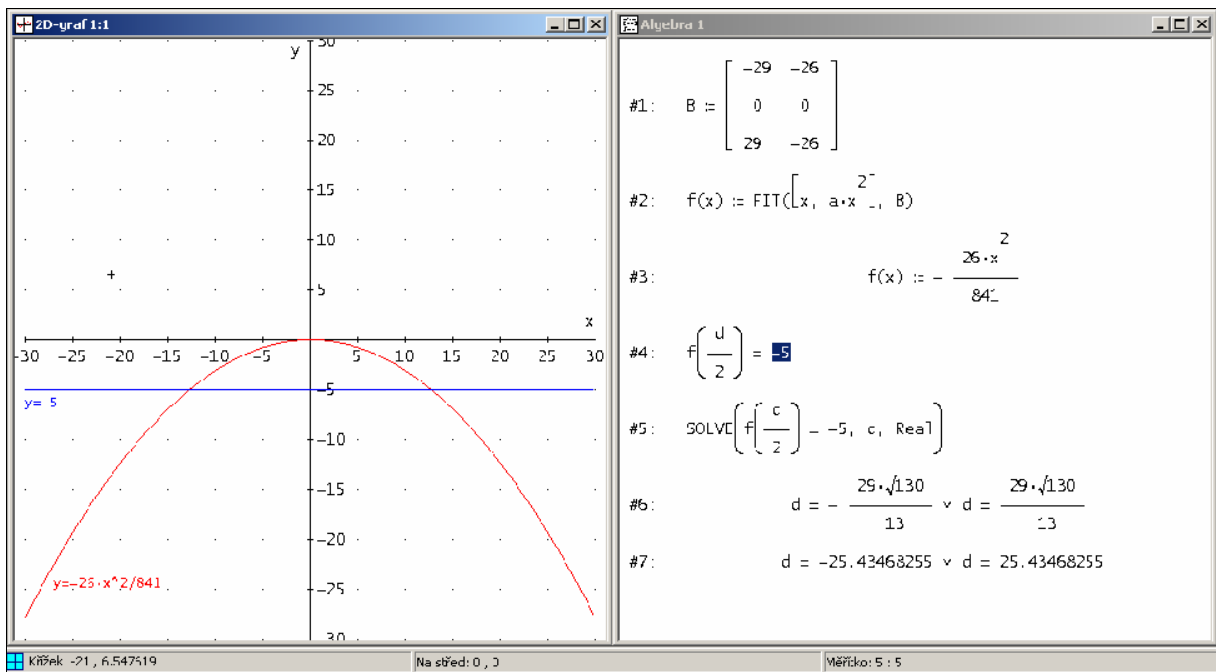 2D-graf 1:1
y
30
25
20
15
10
5
x
-30 -25 -20 -15 -10 -5 5 10 15 20 25 30
-5
y= 5
-10
-15
-20
y=-26·x^2/841
-25
30
Algebra 1
#1: B := [ -29 -26
0 0
29 -26 ]
#2: f(x) := FIT([x, a·x^2], B)
#3: f(x) := - 26·x^2 / 841
#4: f(d/2) = -5
#5: SOLVE(f(d/2) = -5, d, Real)
#6: d = - 29·√130 / 13 ∨ d = 29·√130 / 13
#7: d = -25.43468255 ∨ d = 25.43468255
Křížek -21 , 6.547619
Na střed: 0 , 0
Měřítko: 5 : 5